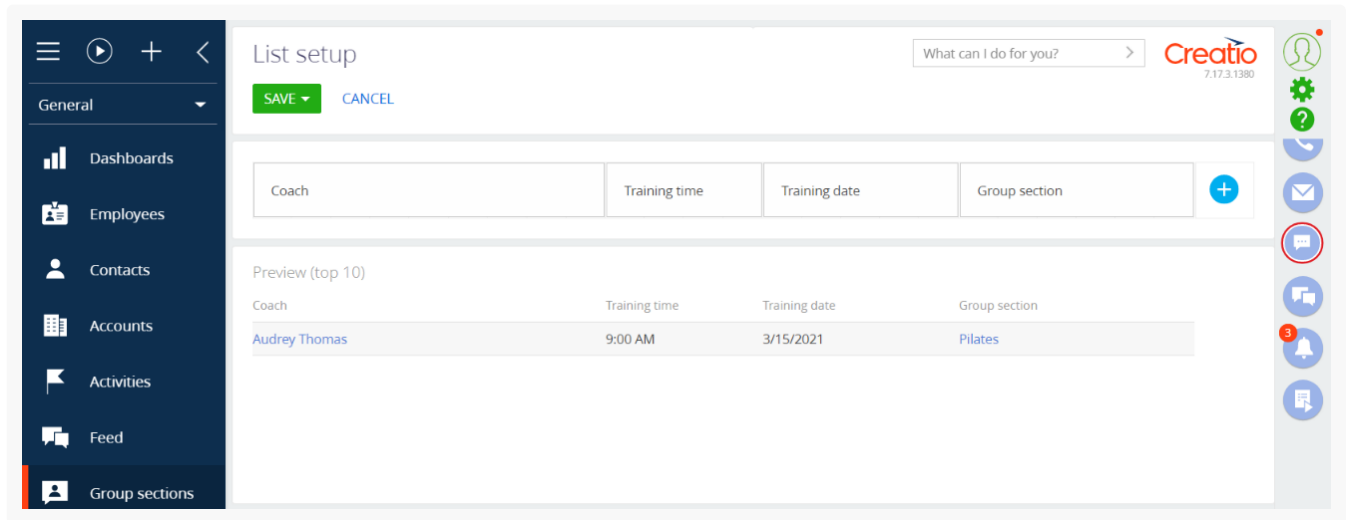 List setup
What can I do for you?
Creatio
7.17.3.1380
General
SAVE
CANCEL
Dashboards
Employees
Contacts
Accounts
Activities
Feed
Group sections
Coach
Training time
Training date
Group section
Preview (top 10)
Coach
Training time
Training date
Group section
Audrey Thomas
9:00 AM
3/15/2021
Pilates
3